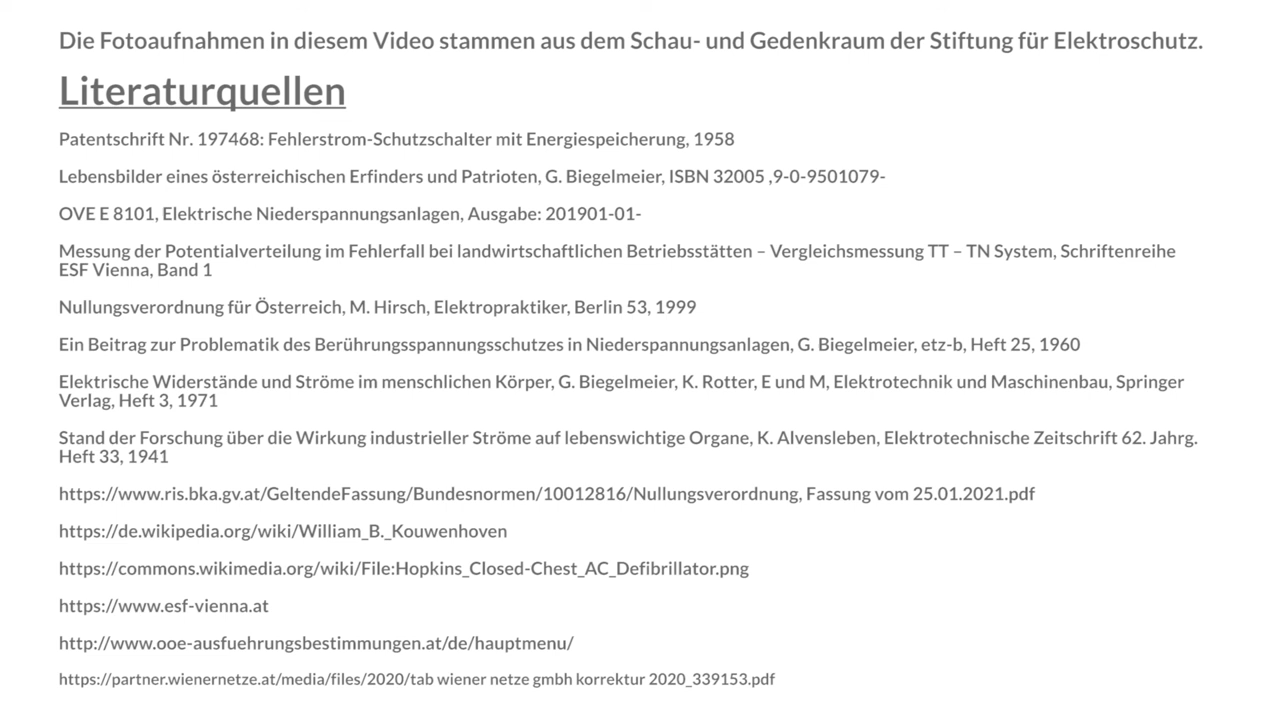 Die Fotoaufnahmen in diesem Video stammen aus dem Schau- und Gedenkraum der Stiftung für Elektroschutz.
Literaturquellen
Patentschrift Nr. 197468: Fehlerstrom-Schutzschalter mit Energiespeicherung, 1958
Lebensbilder eines österreichischen Erfinders und Patrioten, G. Biegelmeier, ISBN 32005 ,9-0-9501079-
OVE E 8101, Elektrische Niederspannungsanlagen, Ausgabe: 201901-01-
Messung der Potentialverteilung im Fehlerfall bei landwirtschaftlichen Betriebsstätten – Vergleichsmessung TT – TN System, Schriftenreihe
ESF Vienna, Band 1
Nullungsverordnung für Österreich, M. Hirsch, Elektropraktiker, Berlin 53, 1999
Ein Beitrag zur Problematik des Berührungsspannungsschutzes in Niederspannungsanlagen, G. Biegelmeier, etz-b, Heft 25, 1960
Elektrische Widerstände und Ströme im menschlichen Körper, G. Biegelmeier, K. Rotter, E und M, Elektrotechnik und Maschinenbau, Springer
Verlag, Heft 3, 1971
Stand der Forschung über die Wirkung industrieller Ströme auf lebenswichtige Organe, K. Alvensleben, Elektrotechnische Zeitschrift 62. Jahrg.
Heft 33, 1941
https://www.ris.bka.gv.at/GeltendeFassung/Bundesnormen/10012816/Nullungsverordnung, Fassung vom 25.01.2021.pdf
https://de.wikipedia.org/wiki/William_B._Kouwenhoven
https://commons.wikimedia.org/wiki/File:Hopkins_Closed-Chest_AC_Defibrillator.png
https://www.esf-vienna.at
http://www.ooe-ausfuehrungsbestimmungen.at/de/hauptmenu/
https://partner.wienernetze.at/media/files/2020/tab wiener netze gmbh korrektur 2020_339153.pdf